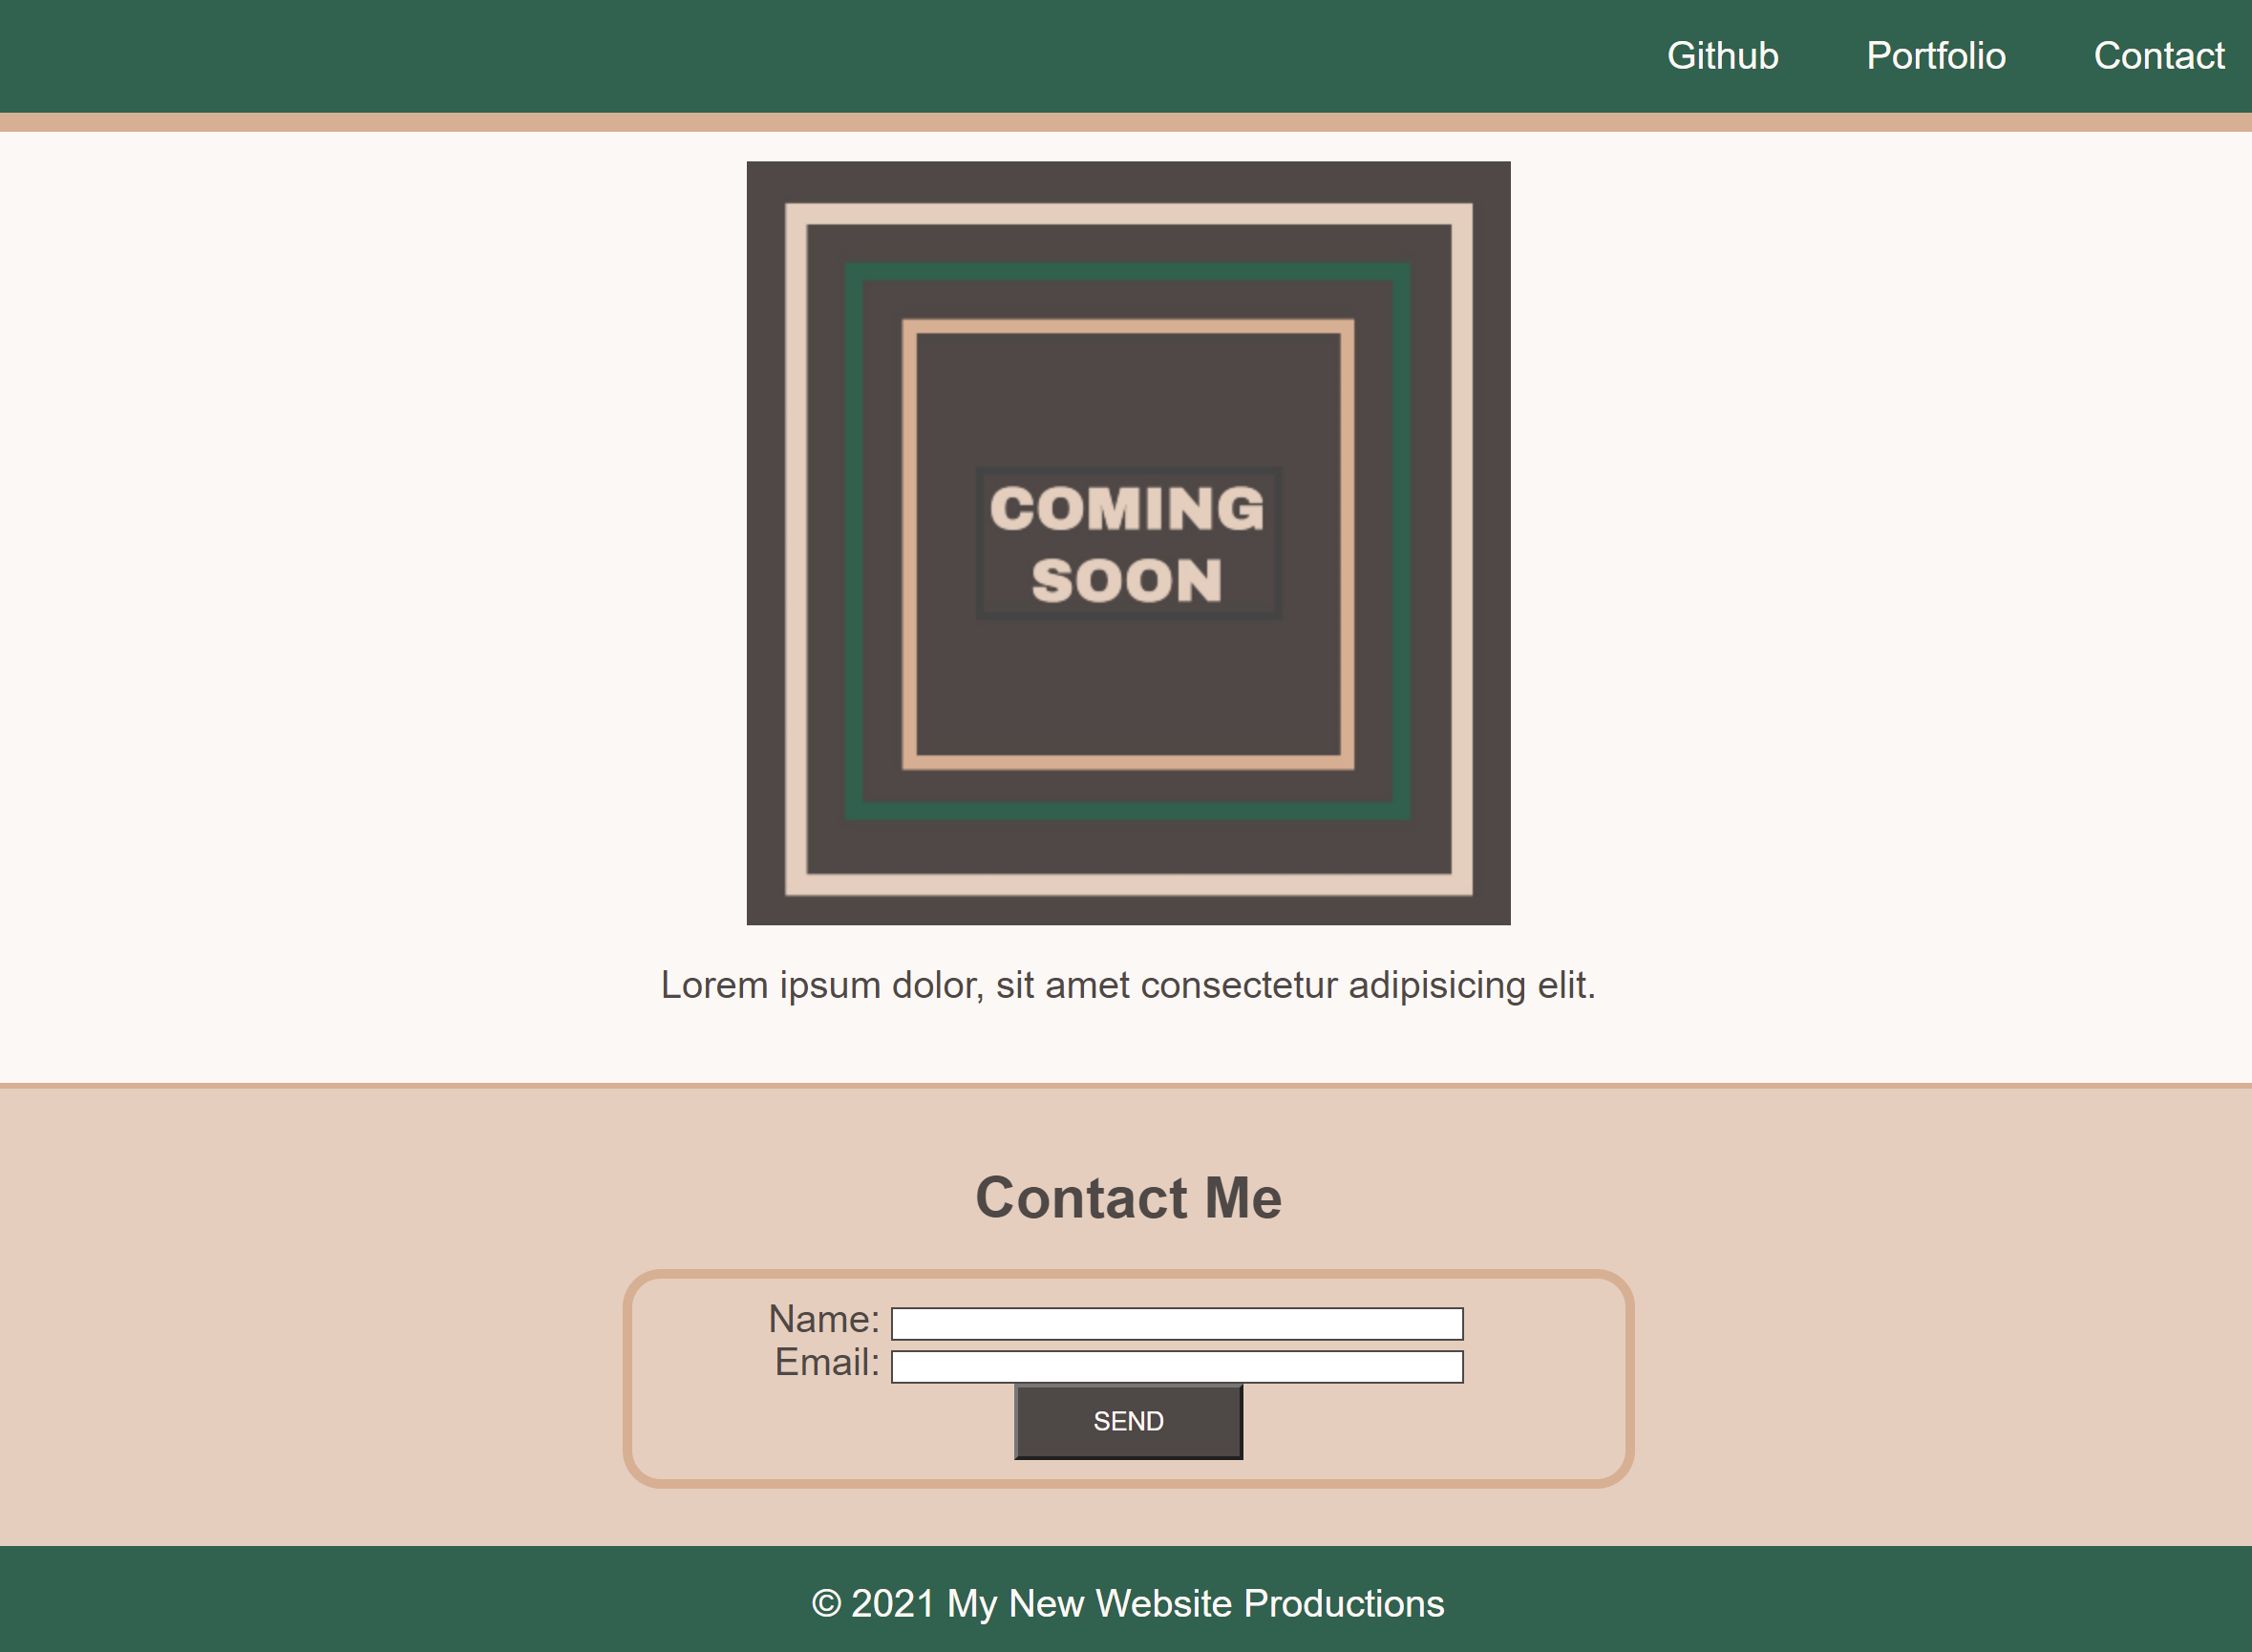 Github Portfolio Contact
COMING
SOON
Lorem ipsum dolor, sit amet consectetur adipisicing elit.
Contact Me
Name:
Email:
SEND
© 2021 My New Website Productions